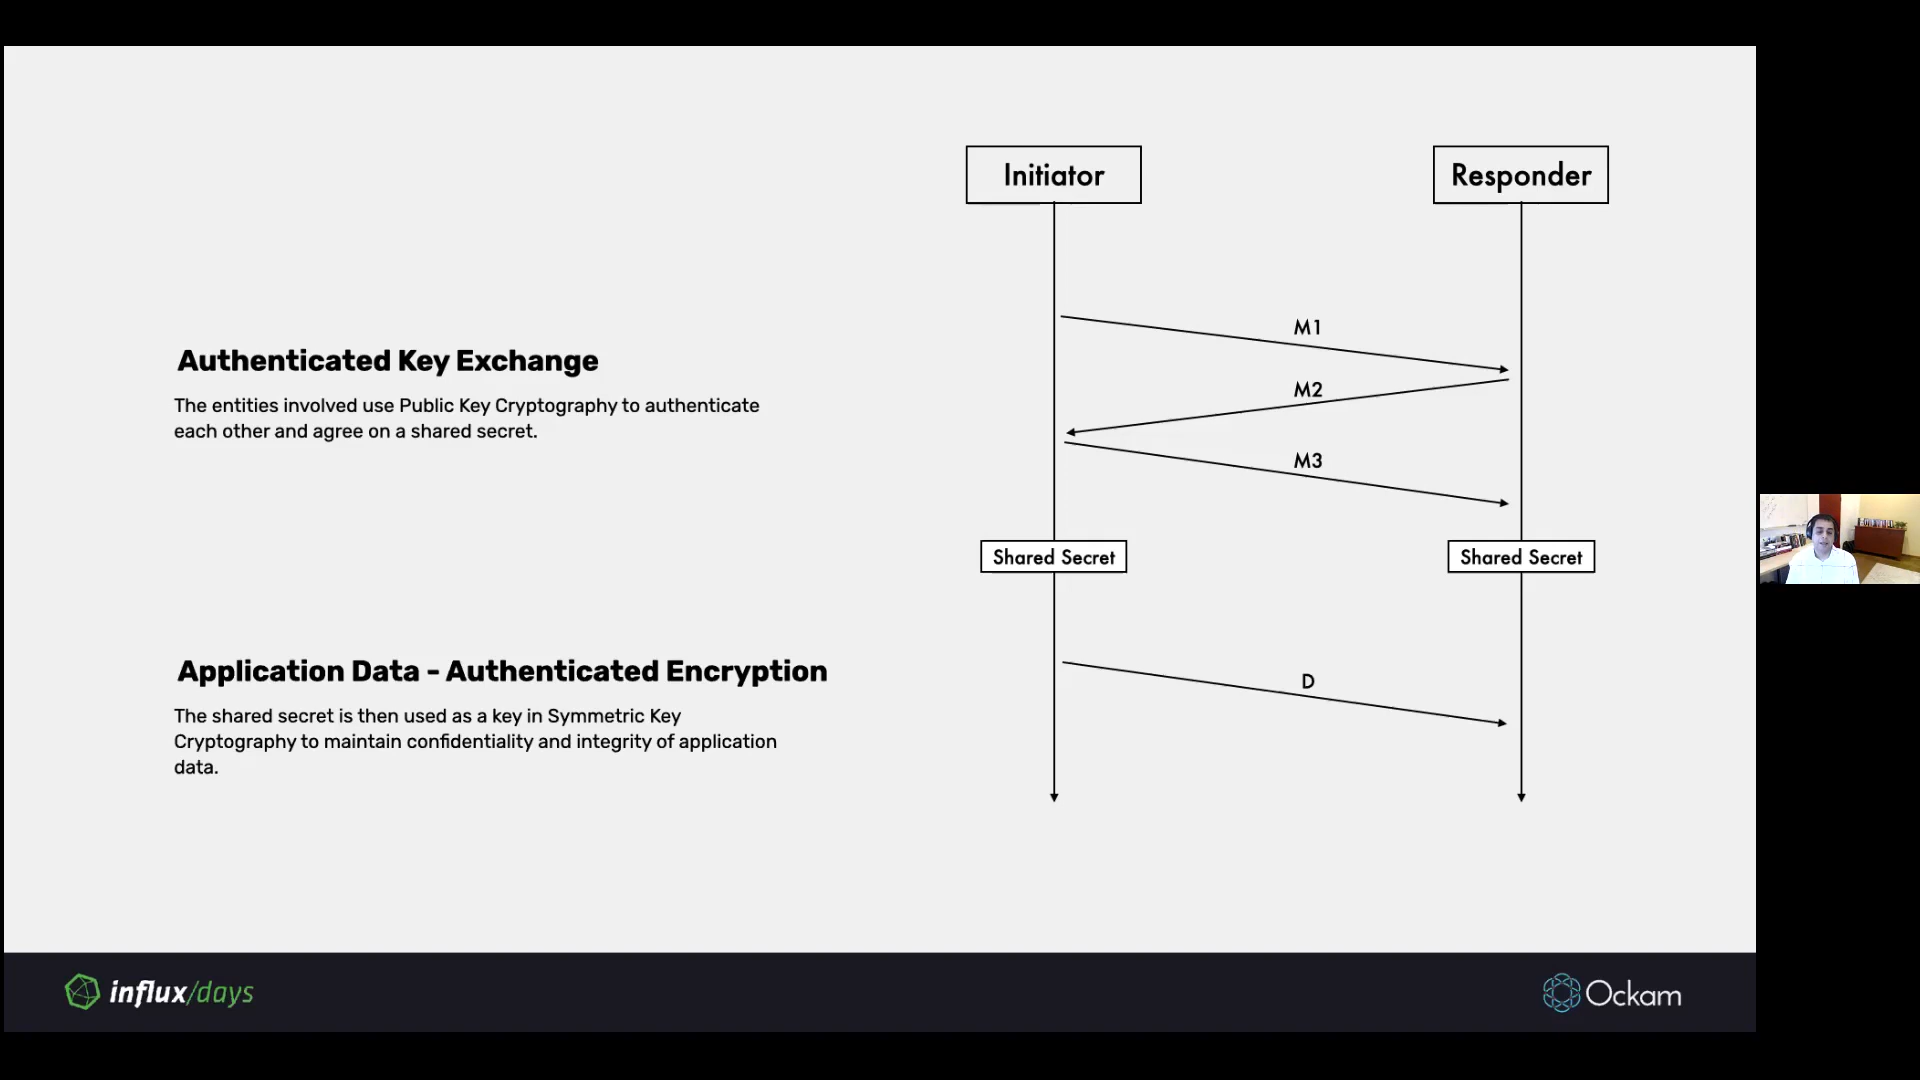 Initiator
Responder
M1
M2
M3
Authenticated Key Exchange
The entities involved use Public Key Cryptography to authenticate
each other and agree on a shared secret.
Shared Secret
Shared Secret
Application Data - Authenticated Encryption
The shared secret is then used as a key in Symmetric Key
Cryptography to maintain confidentiality and integrity of application
data.
D
influx/days
Ockam